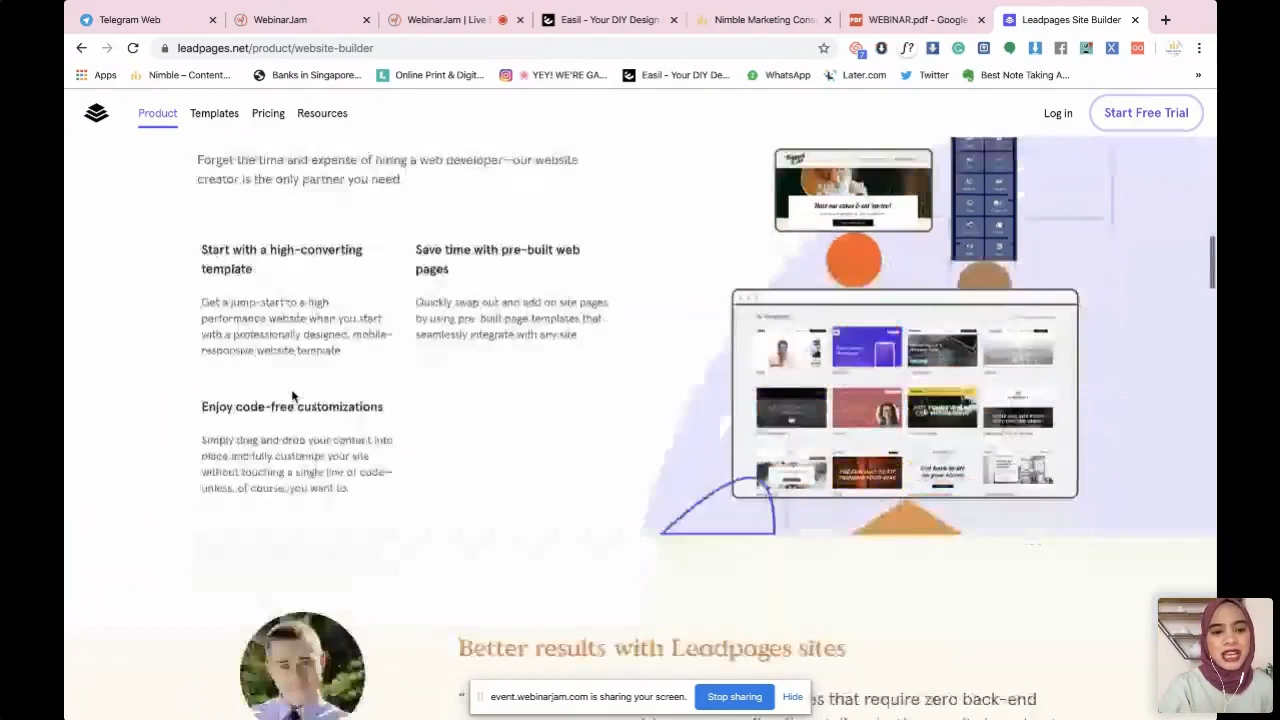 Telegram Web
WebinarJam
WebinarJam | Live
Easil - Your DIY Design
Nimble Marketing Cons
WEBINAR.pdf - Google
Leadpages Site Builder
leadpages.net/product/website-builder
Apps
Nimble – Content...
Banks in Singapore...
Online Print & Digit...
YEY! WE'RE GA...
Easil - Your DIY De...
WhatsApp
Later.com
Twitter
Best Note Taking A...
»
Product
Templates
Pricing
Resources
Log in
Start Free Trial
Forget the time and expense of hiring a web developer—our website
creator is the only partner you need
Start with a high-converting
template
Get a jump-start to a high
performance website when you start
with a professionally designed, mobile-
responsive website template
Save time with pre-built web
pages
Quickly swap out and add on site pages
by using pre-built page templates that
seamlessly integrate with any site
Enjoy code-free customizations
Simply drag and drop your content into
place and fully customize your site
without touching a single line of code—
unless, of course, you want to.
Better results with Leadpages sites
s that require zero back-end
event.webinarjam.com is sharing your screen.
Stop sharing
Hide